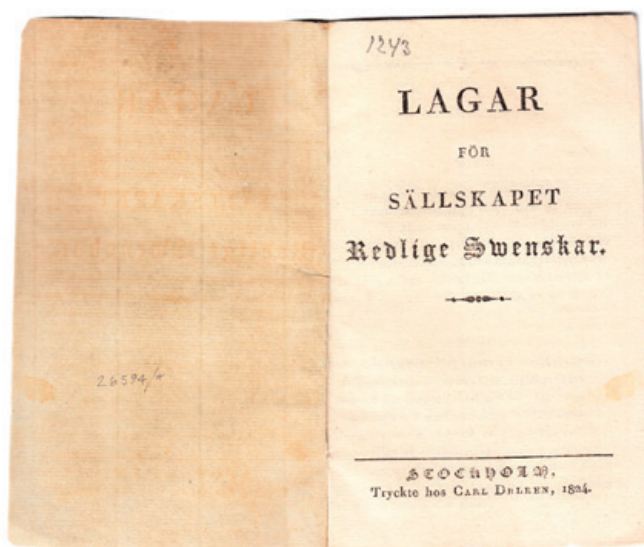 26594/4
1243
LAGAR
FÖR
SÄLLSKAPET
Redlige Swenskar.
STOCKHOLM,
Tryckte hos CARL DELEEN, 1824.